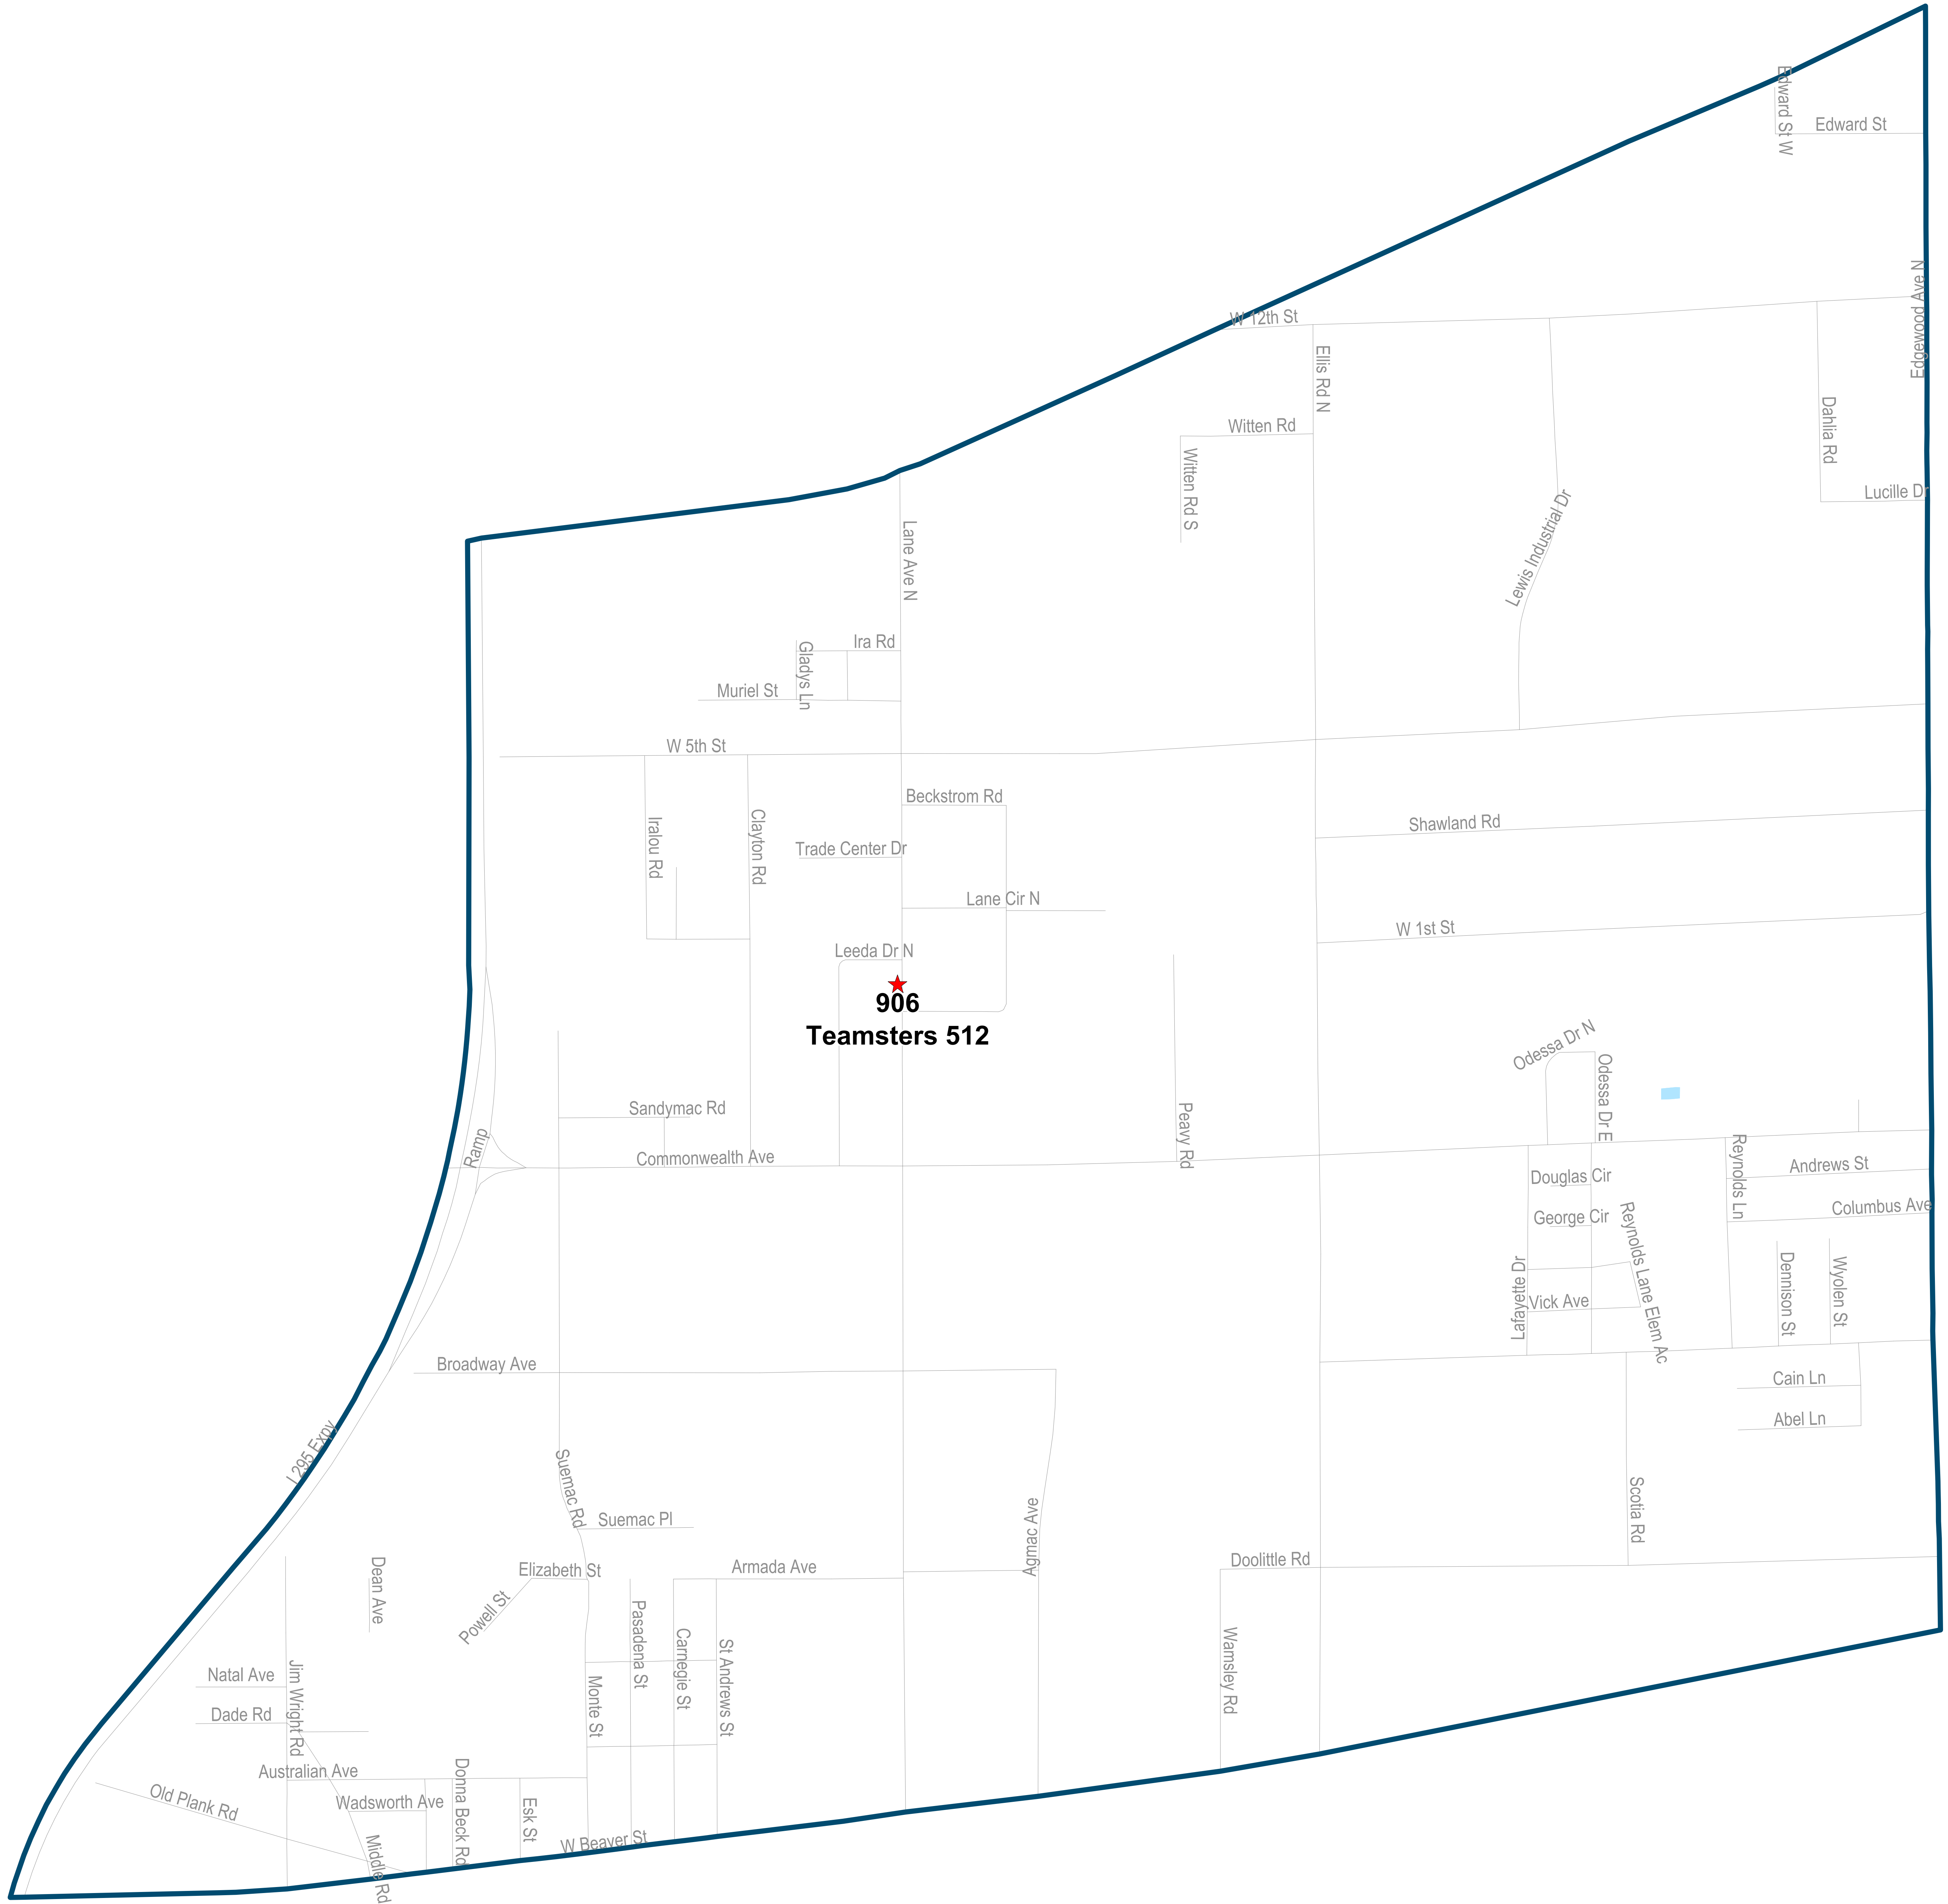 Edward St W
Edward St
Edgewood Ave N
W 12th St
Ellis Rd N
Dahlia Rd
Witten Rd
Witten Rd S
Lucille Dr
Lewis Industrial Dr
Lane Ave N
Ira Rd
Gladys Ln
Muriel St
W 5th St
Beckstrom Rd
Iralou Rd
Clayton Rd
Trade Center Dr
Shawland Rd
Lane Cir N
W 1st St
Leeda Dr N
906
Teamsters 512
Odessa Dr N
Odessa Dr E
Sandymac Rd
Peavy Rd
Ramp
Commonwealth Ave
Reynolds Ln
Andrews St
Douglas Cir
Columbus Ave
George Cir
Reynolds Lane Elem Ac
Lafayette Dr
Dennison St
Wyolen St
Vick Ave
Broadway Ave
Cain Ln
Abel Ln
I 295 Expy
Suemac Rd
Suemac Pl
Agmac Ave
Scotia Rd
Doolittle Rd
Elizabeth St
Armada Ave
Dean Ave
Powell St
Pasadena St
Carnegie St
St Andrews St
Wamsley Rd
Natal Ave
Jim Wright Rd
Monte St
Dade Rd
Australian Ave
Donna Beck Rd
Old Plank Rd
Wadsworth Ave
Esk St
Middle Rd
W Beaver St